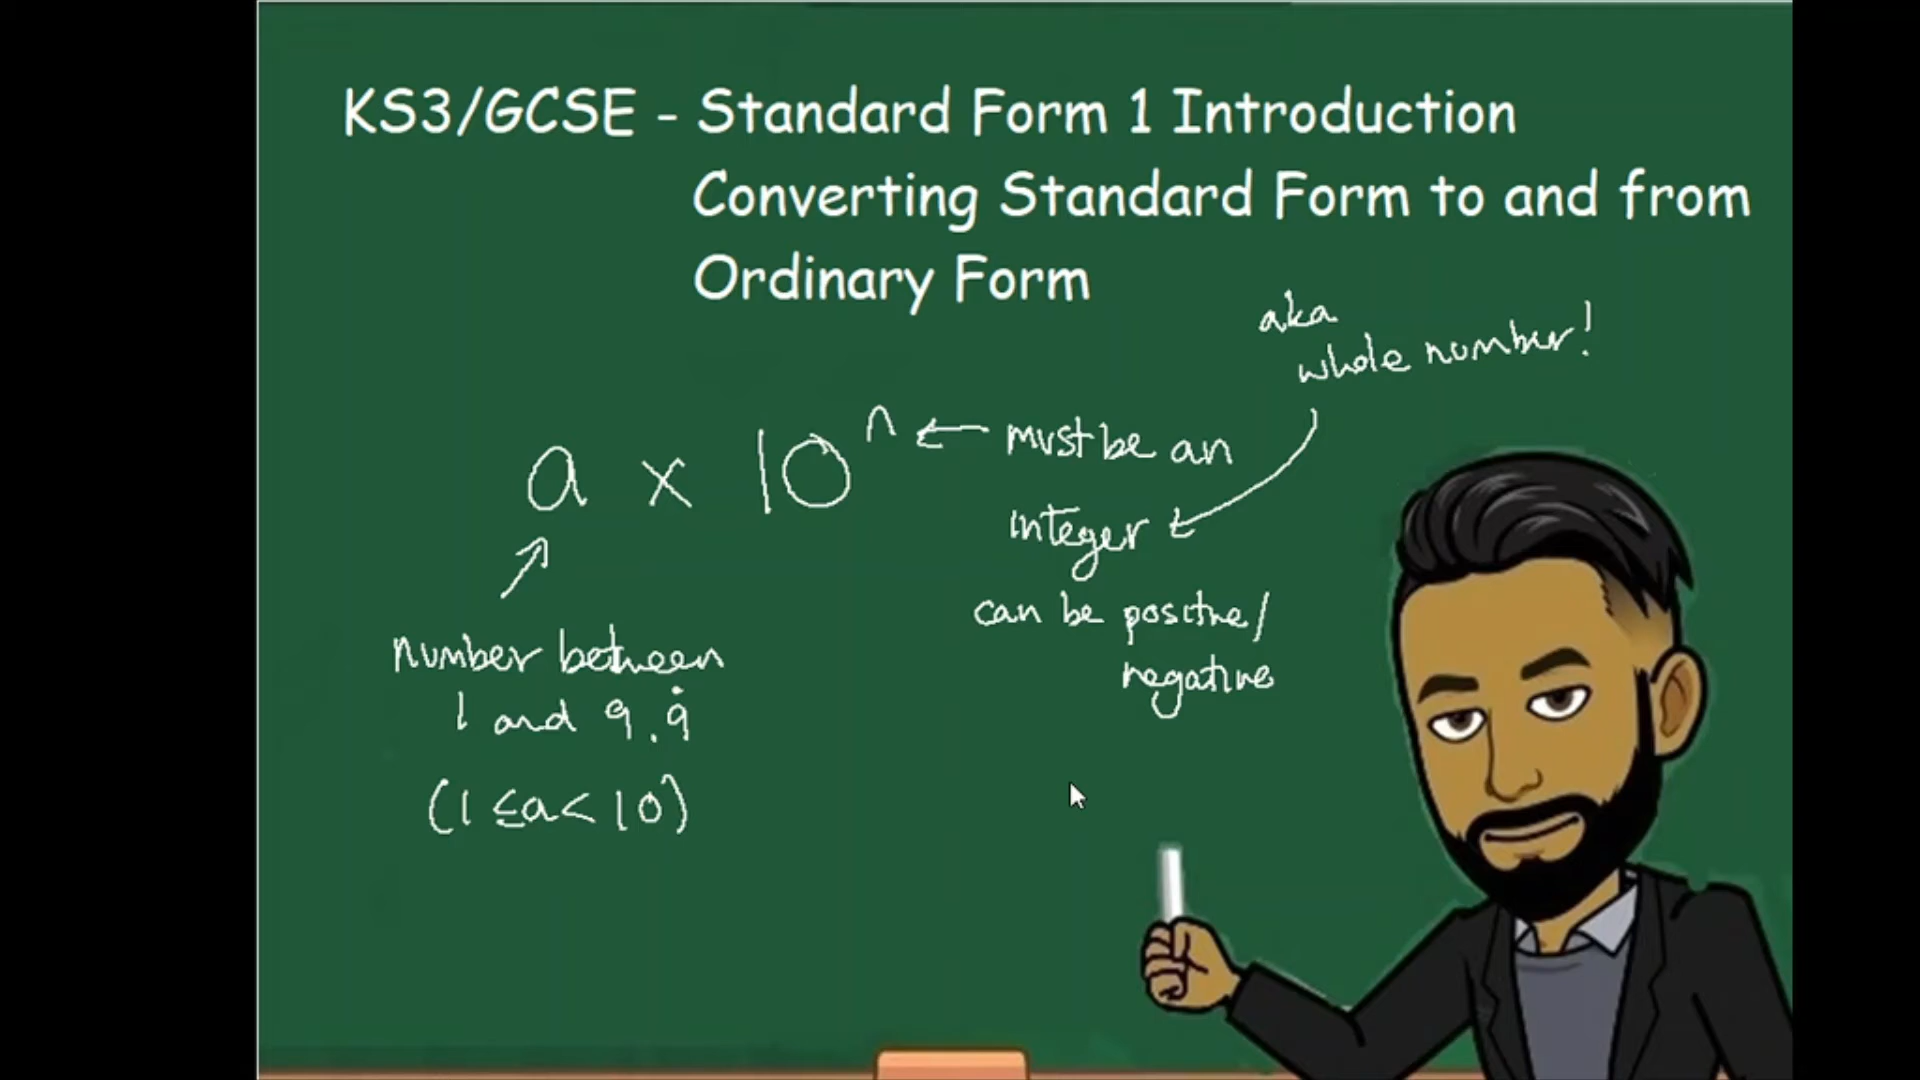 KS3/GCSE - Standard Form 1 Introduction
Converting Standard Form to and from
Ordinary Form
aka
whole number!
a x 10ⁿ ← must be an
integer
can be positive/
negative
number between
1 and 9.9̇
(1 ≤ a < 10)